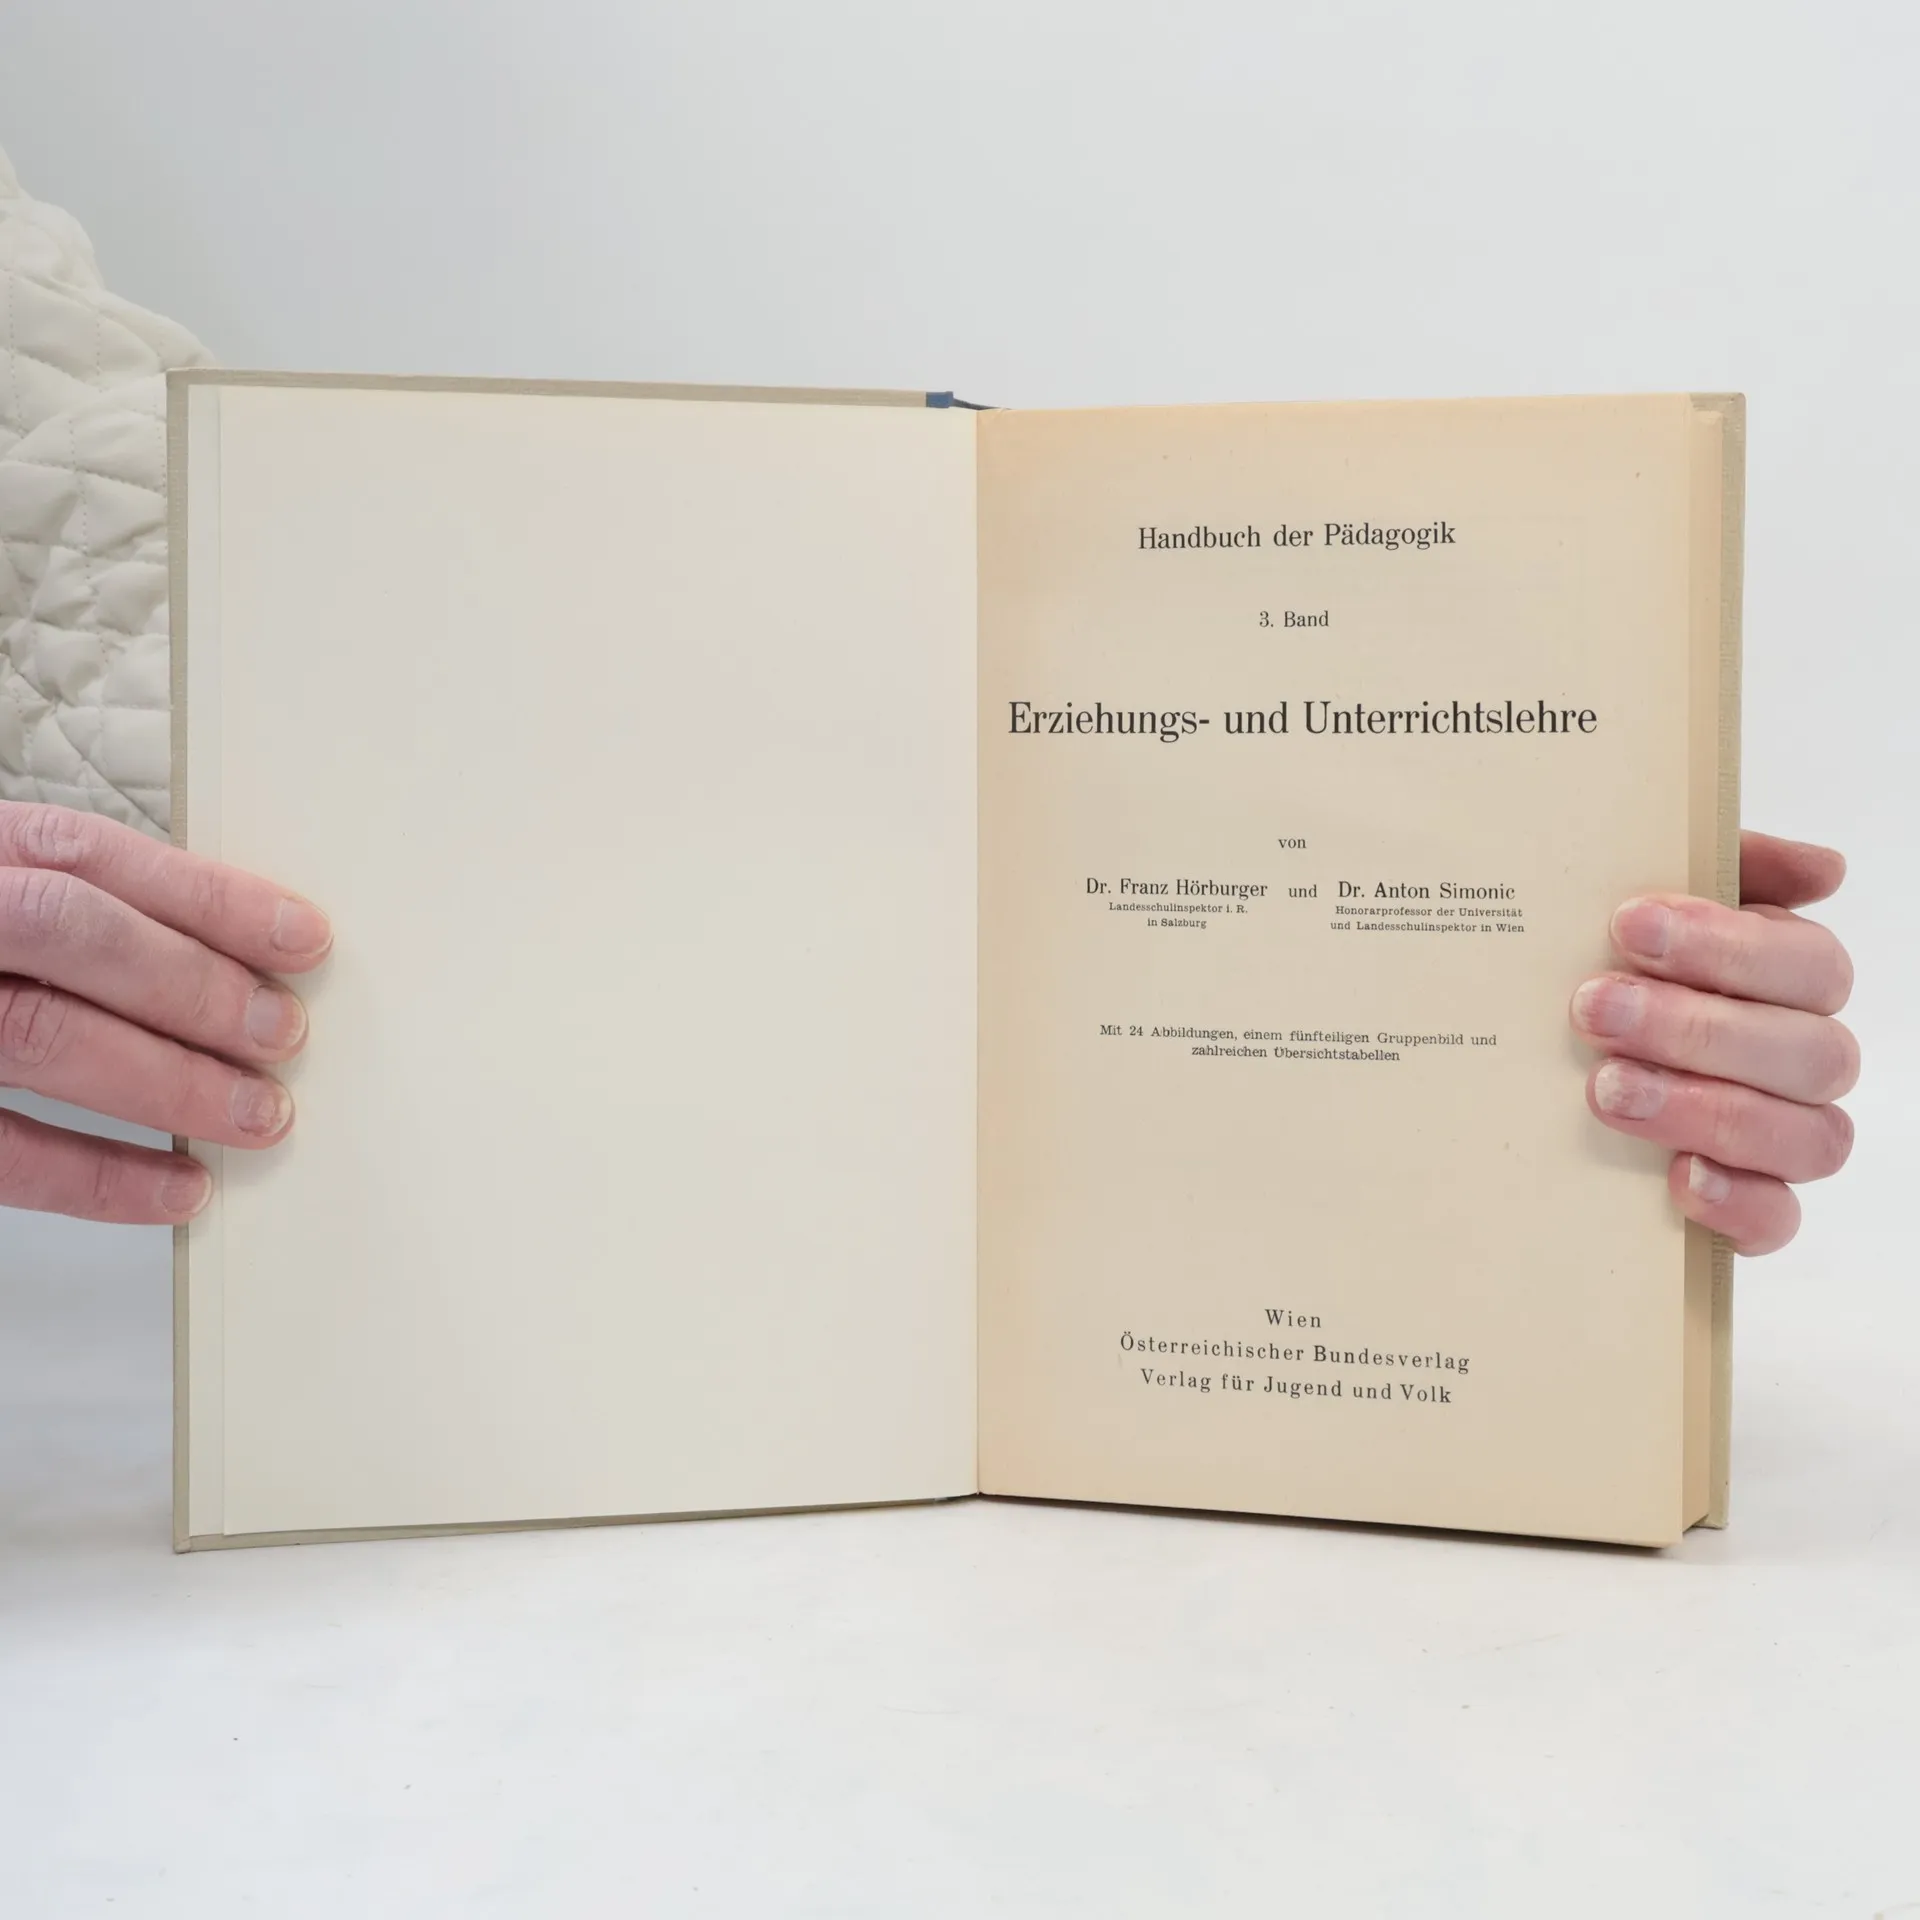 Handbuch der Pädagogik
3. Band
Erziehungs- und Unterrichtslehre
von
Dr. Franz Hörburger und Dr. Anton Simonic
Landesschulinspektor i. R.
in Salzburg
Honorarprofessor der Universität
und Landesschulinspektor in Wien
Mit 24 Abbildungen, einem fünfteiligen Gruppenbild und
zahlreichen Übersichtstabellen
Wien
Österreichischer Bundesverlag
Verlag für Jugend und Volk